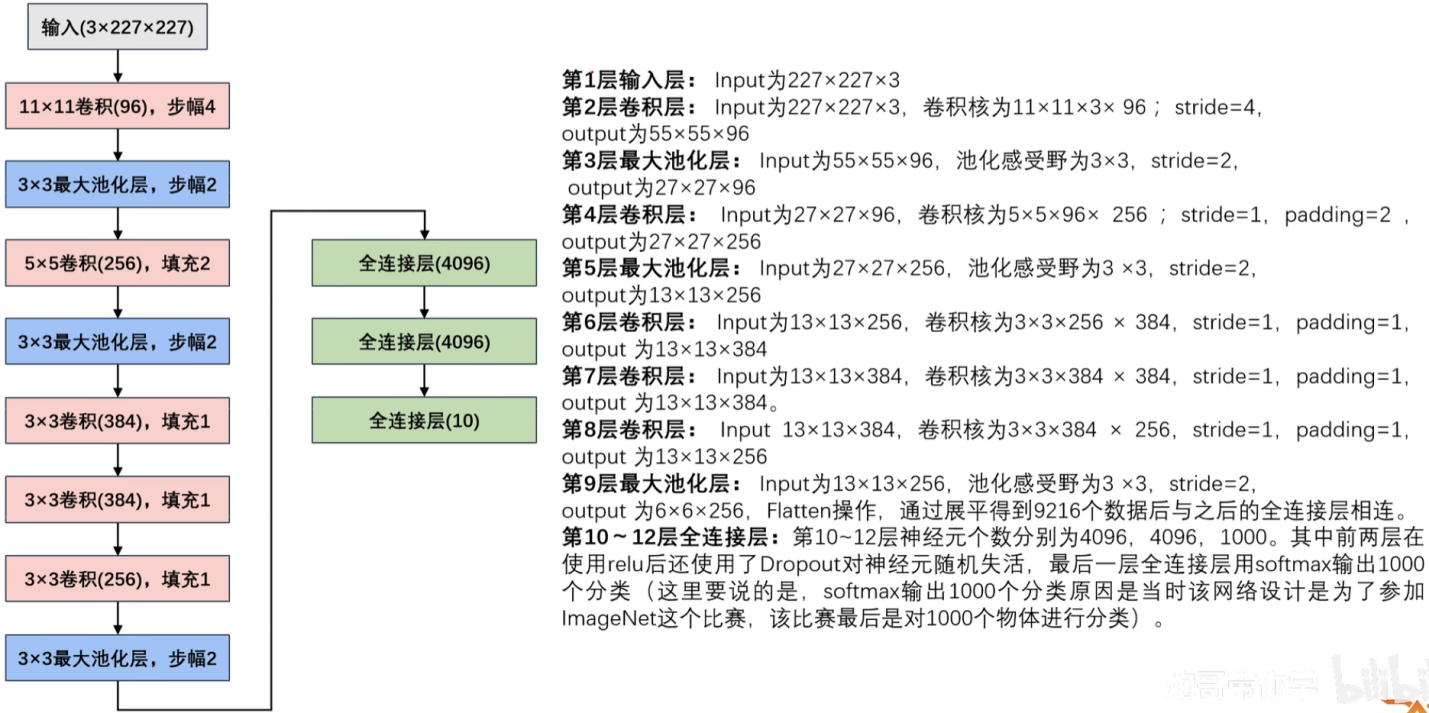 输入(3×227×227)
11×11卷积(96)，步幅4
3×3最大池化层，步幅2
5×5卷积(256)，填充2
3×3最大池化层，步幅2
3×3卷积(384)，填充1
3×3卷积(384)，填充1
3×3卷积(256)，填充1
3×3最大池化层，步幅2
全连接层(4096)
全连接层(4096)
全连接层(10)
第1层输入层： Input为227×227×3
第2层卷积层： Input为227×227×3，卷积核为11×11×3× 96 ；stride=4，
output为55×55×96
第3层最大池化层： Input为55×55×96，池化感受野为3×3，stride=2，
output为27×27×96
第4层卷积层： Input为27×27×96，卷积核为5×5×96× 256 ；stride=1，padding=2 ，
output为27×27×256
第5层最大池化层： Input为27×27×256，池化感受野为3 ×3，stride=2，
output为13×13×256
第6层卷积层： Input为13×13×256，卷积核为3×3×256 × 384，stride=1，padding=1，
output 为13×13×384
第7层卷积层： Input为13×13×384，卷积核为3×3×384 × 384，stride=1，padding=1，
output 为13×13×384。
第8层卷积层： Input 13×13×384，卷积核为3×3×384 × 256，stride=1，padding=1，
output 为13×13×256
第9层最大池化层： Input为13×13×256，池化感受野为3 ×3，stride=2，
output 为6×6×256，Flatten操作，通过展平得到9216个数据后与之后的全连接层相连。
第10～12层全连接层：第10~12层神经元个数分别为4096，4096，1000。其中前两层在
使用relu后还使用了Dropout对神经元随机失活，最后一层全连接层用softmax输出1000
个分类（这里要说的是，softmax输出1000个分类原因是当时该网络设计是为了参加
ImageNet这个比赛，该比赛最后是对1000个物体进行分类）。
哥带你学 bilibili